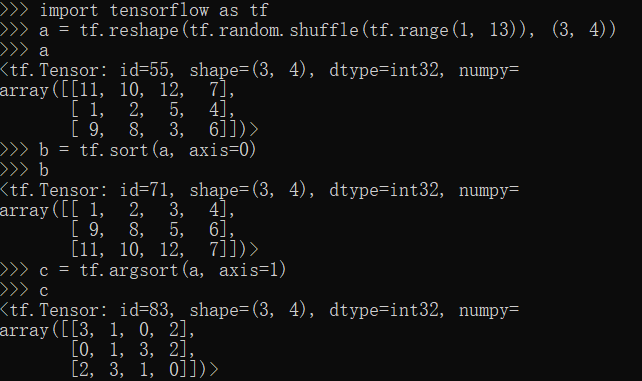 >>> import tensorflow as tf
>>> a = tf.reshape(tf.random.shuffle(tf.range(1, 13)), (3, 4))
>>> a
<tf.Tensor: id=55, shape=(3, 4), dtype=int32, numpy=
array([[11, 10, 12,  7],
       [ 1,  2,  5,  4],
       [ 9,  8,  3,  6]])>
>>> b = tf.sort(a, axis=0)
>>> b
<tf.Tensor: id=71, shape=(3, 4), dtype=int32, numpy=
array([[ 1,  2,  3,  4],
       [ 9,  8,  5,  6],
       [11, 10, 12,  7]])>
>>> c = tf.argsort(a, axis=1)
>>> c
<tf.Tensor: id=83, shape=(3, 4), dtype=int32, numpy=
array([[3, 1, 0, 2],
       [0, 1, 3, 2],
       [2, 3, 1, 0]])>